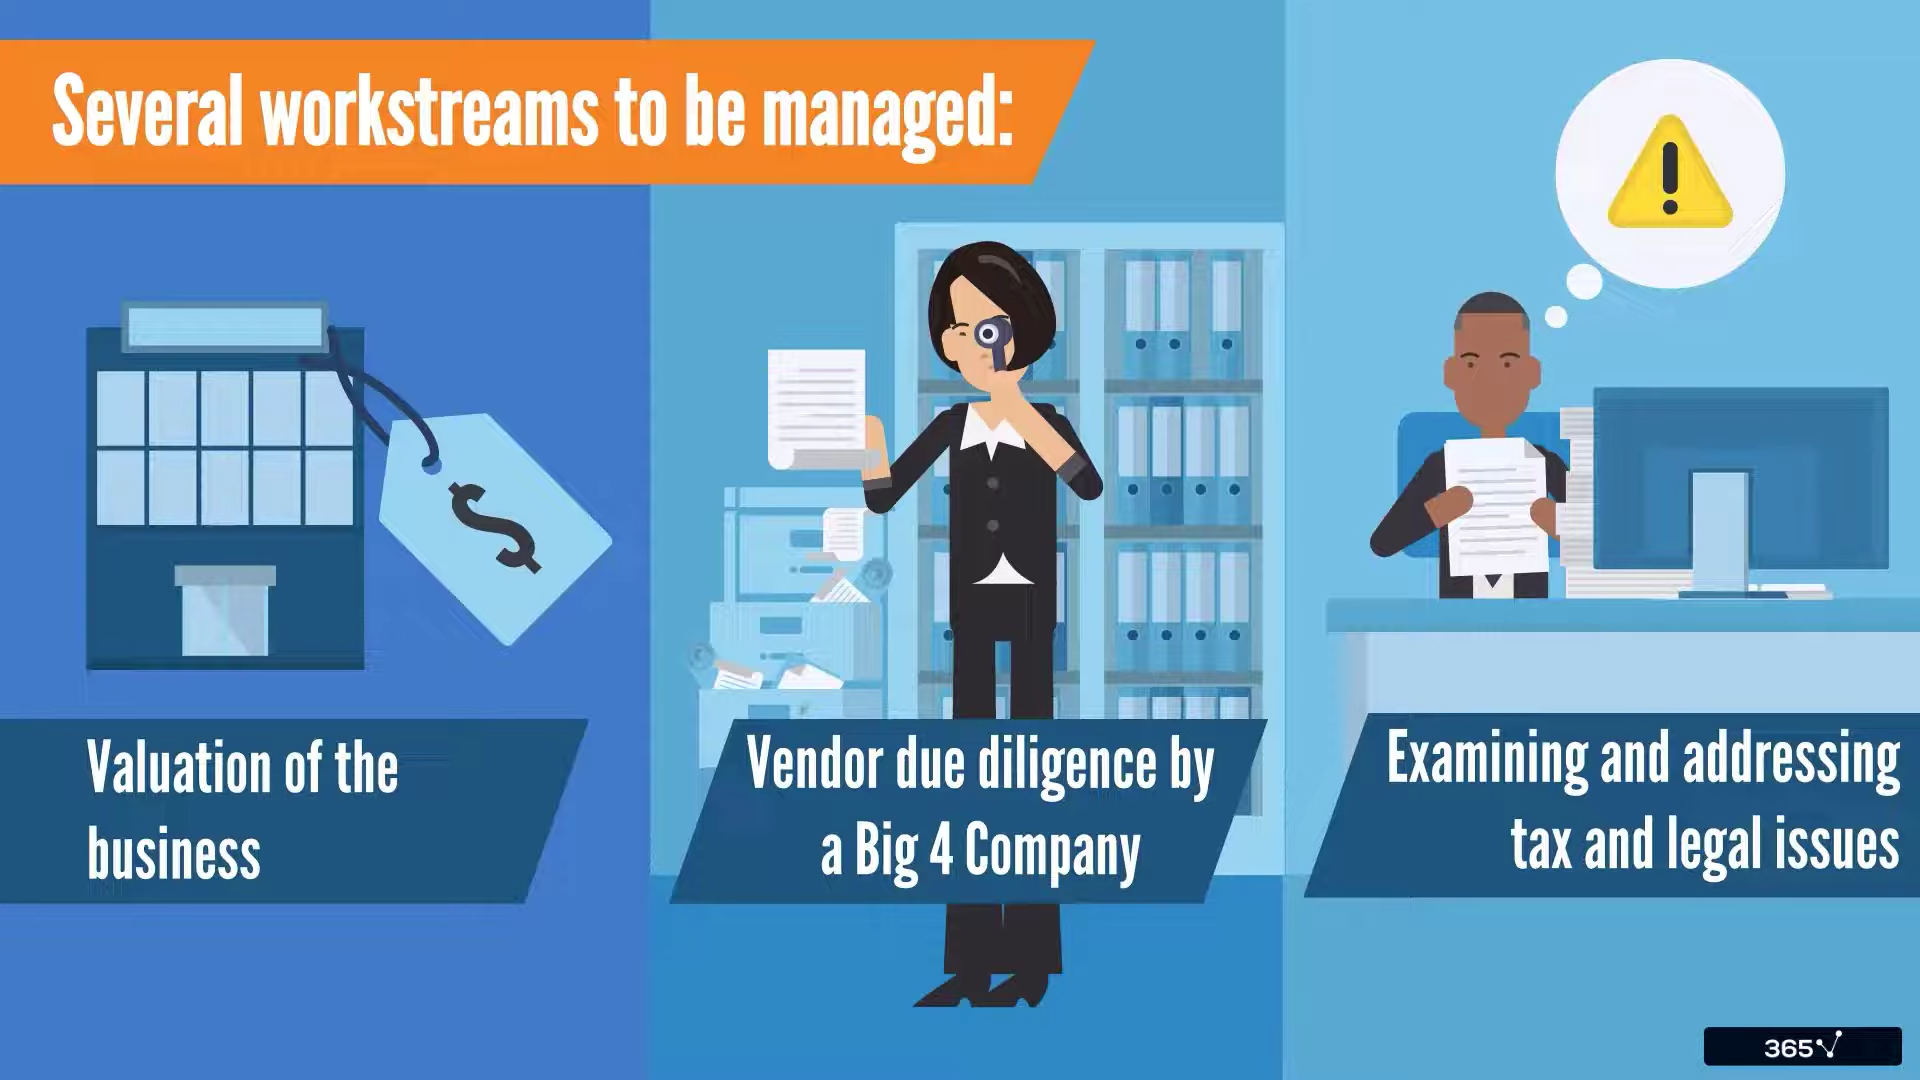 Several workstreams to be managed:
$
Valuation of the
business
Vendor due diligence by
a Big 4 Company
Examining and addressing
tax and legal issues
365